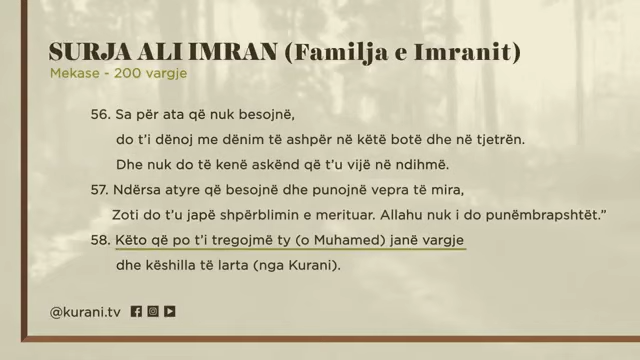 SURJA ALI IMRAN (Familja e Imranit)
Mekase - 200 vargje
56. Sa për ata që nuk besojnë,
do t'i dënoj me dënim të ashpër në këtë botë dhe në tjetrën.
Dhe nuk do të kenë askënd që t'u vijë në ndihmë.
57. Ndërsa atyre që besojnë dhe punojnë vepra të mira,
Zoti do t'u japë shpërblimin e merituar. Allahu nuk i do punëmbrapshtët.”
58. Këto që po t'i tregojmë ty (o Muhamed) janë vargje
dhe këshilla të larta (nga Kurani).
@kurani.tv